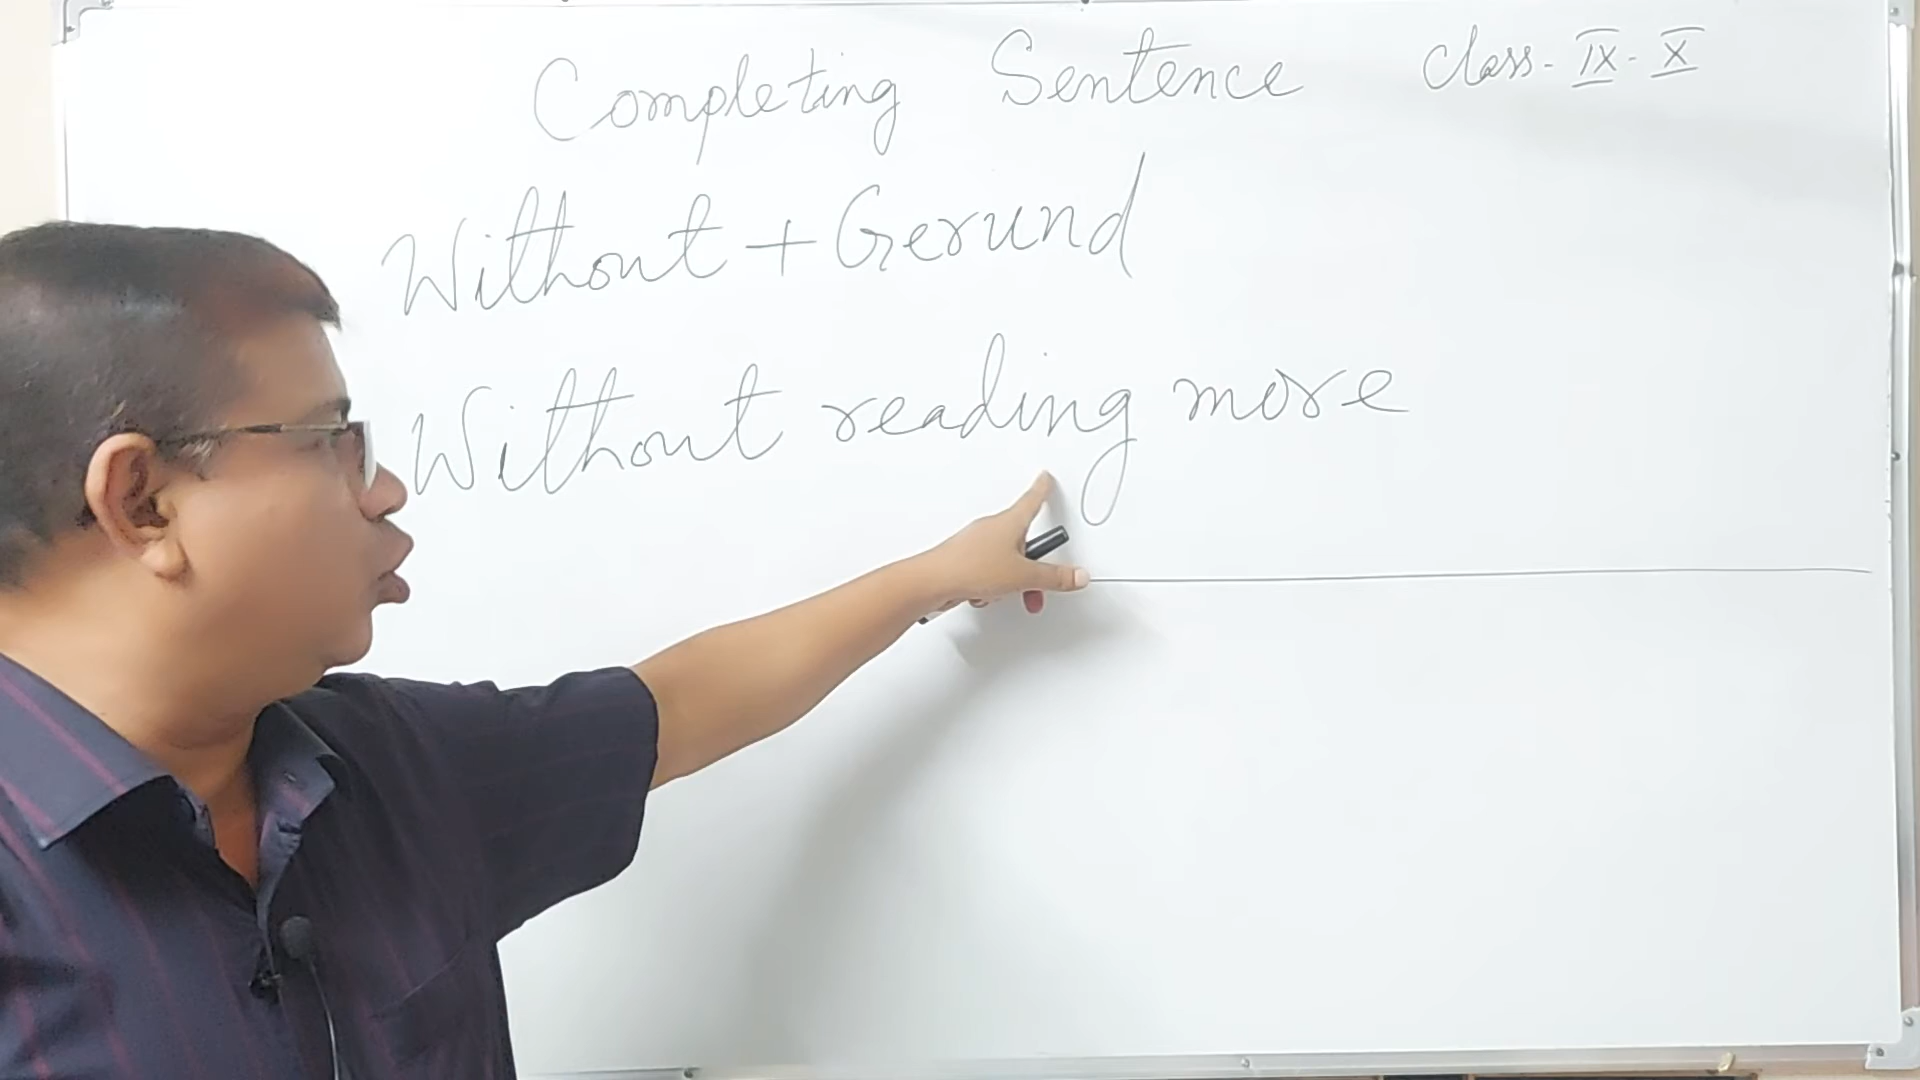 Completing Sentence Class- IX - X
Without + Gerund
Without reading more